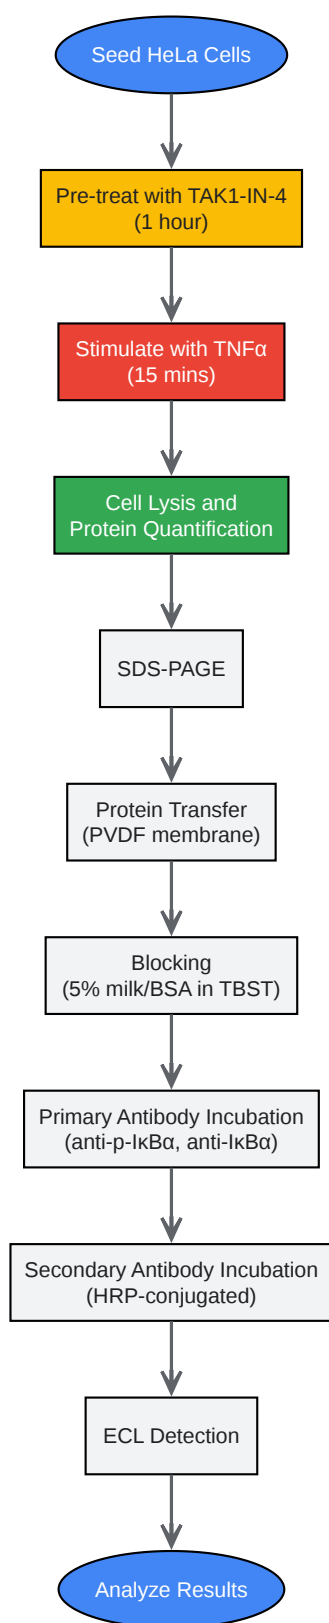 Seed HeLa Cells
Pre-treat with TAK1-IN-4
(1 hour)
Stimulate with TNFα
(15 mins)
Cell Lysis and
Protein Quantification
SDS-PAGE
Protein Transfer
(PVDF membrane)
Blocking
(5% milk/BSA in TBST)
Primary Antibody Incubation
(anti-p-IκBα, anti-IκBα)
Secondary Antibody Incubation
(HRP-conjugated)
ECL Detection
Analyze Results